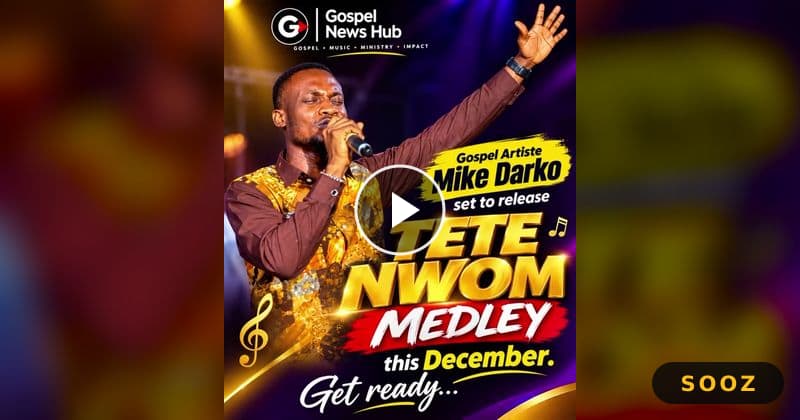 G
Gospel
News Hub
GOSPEL • MUSIC • MINISTRY • IMPACT
Gospel Artiste
Mike Darko
set to release
TETE
NWOM
MEDLEY
this December.
Get ready...
SOOZ